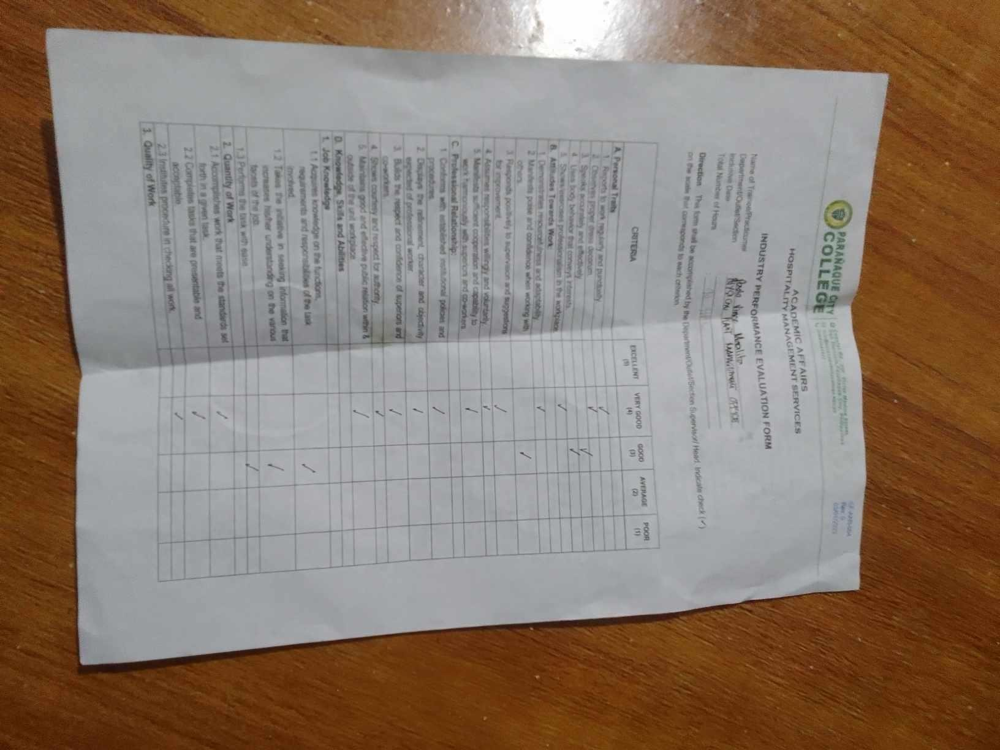 PARAÑAQUE CITY
COLLEGE
Rev. 0
ACADEMIC AFFAIRS
HOSPITALITY MANAGEMENT SERVICES
INDUSTRY PERFORMANCE EVALUATION FORM
Name of Trainee/Practicumer
Department/Outlet/Section
Inclusive Date
Total Number of Hours
Direction This form shall be accomplished by the Department/Outlet/Section Supervisor/ Head. Indicate check (✓)
on the scale that corresponds to each criterion.
CRITERIA EXCELLENT (5) VERY GOOD (4) GOOD (3) AVERAGE (2) POOR (1)
A. Personal Traits
1. Reports to work regularly and punctually ✓
2. Observes proper dress decorum ✓
3. Speaks accurately and effectively ✓
4. Uses body behavior that conveys interests ✓
5. Shows/exercises professionalism in the workplace ✓
B. Attitudes Towards Work
1. Demonstrates resourcefulness and adaptability ✓
2. Manifests poise and confidence when working with
others. ✓
3. Responds positively to supervision and suggestions
for improvement. ✓
4. Assumes responsibilities willingly and voluntarily ✓
5. Manifests sufficient cooperation and capability to
work harmoniously with superiors and co-workers ✓
C. Professional Relationship:
1. Conforms with established institutional policies and
procedures. ✓
2. Displays the refinement, character and objectivity
expected of professional worker ✓
3. Builds the respect and confidence of superiors and
co-workers. ✓
4. Shows courtesy and respect for authority. ✓
5. Maintains good and effective public relation within &
outside of the unit workplace ✓
D. Knowledge, Skills and Abilities
1. Job Knowledge
1.1 Acquires knowledge on the functions,
requirements and responsibilities of the task
involved. ✓
1.2 Takes the initiative in seeking information that
increases his/her understanding on the various
facets of the job. ✓
1.3 Performs the task with ease. ✓
2. Quantity of Work
2.1 Accomplishes work that meets the standards set
forth in a given task. ✓
2.2 Completes tasks that are presentable and
acceptable. ✓
2.3 Institutes procedure in checking all work. ✓
3. Quality of Work